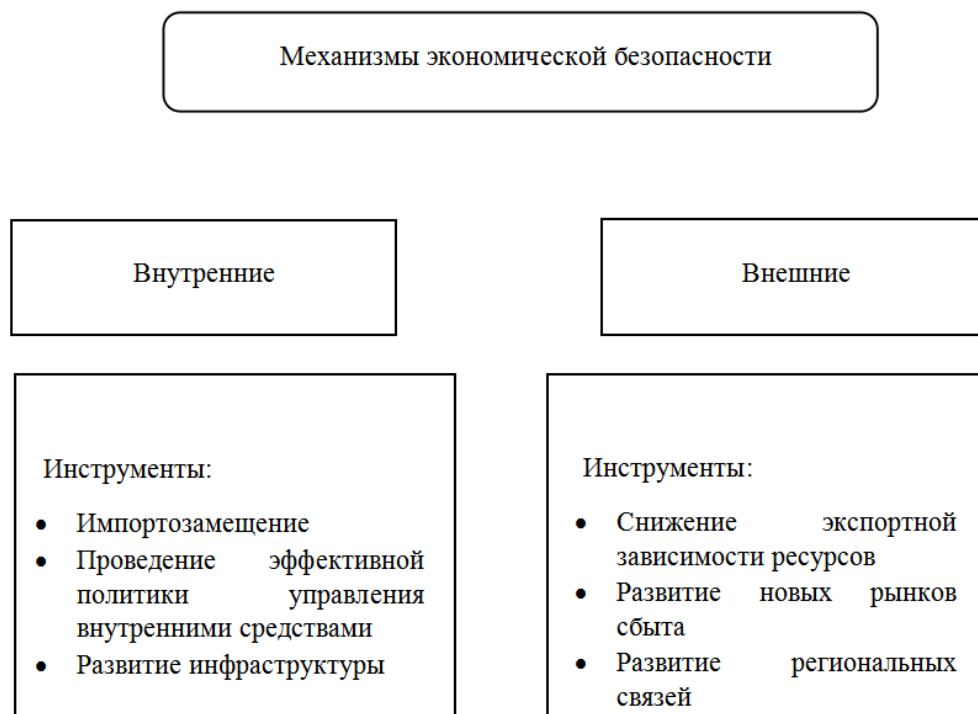 Механизмы экономической безопасности
Внутренние
Внешние
Инструменты:
• Импортозамещение
• Проведение эффективной
политики управления
внутренними средствами
• Развитие инфраструктуры
Инструменты:
• Снижение экспортной
зависимости ресурсов
• Развитие новых рынков
сбыта
• Развитие региональных
связей